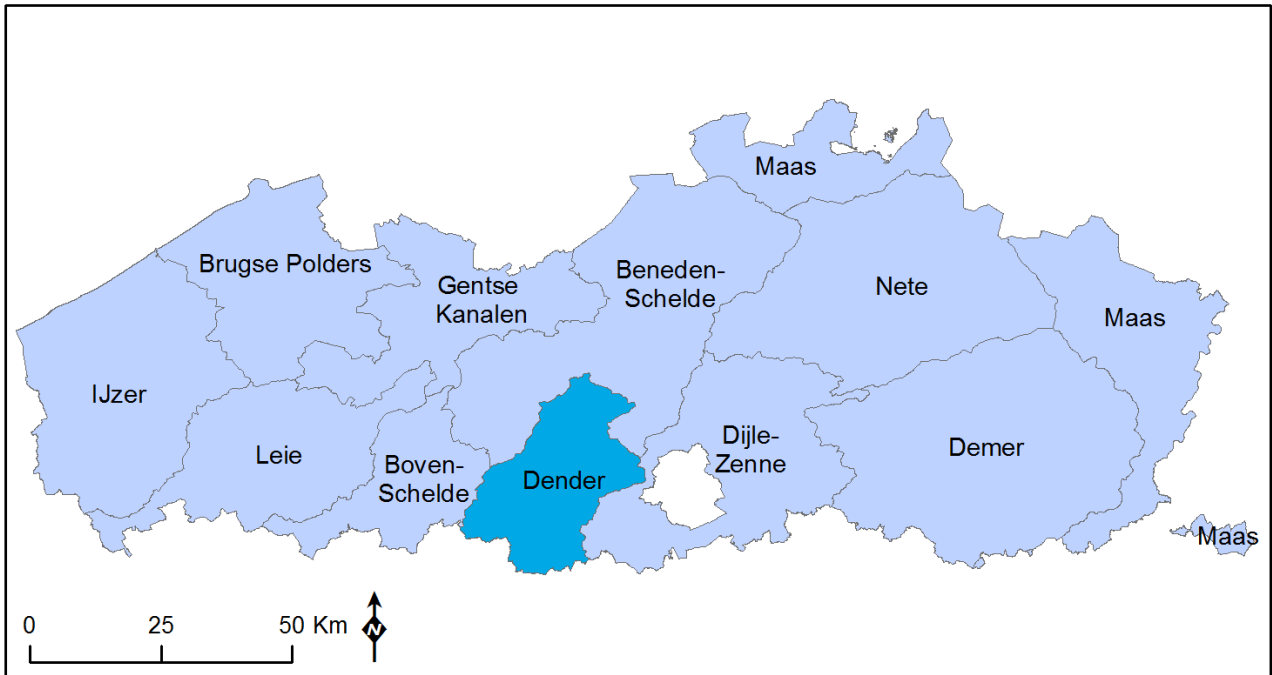 Maas
Brugse Polders
Gentse
Kanalen
Beneden-
Schelde
Nete
Maas
IJzer
Leie
Boven-
Schelde
Dender
Dijle-
Zenne
Demer
Maas
0 25 50 Km
N